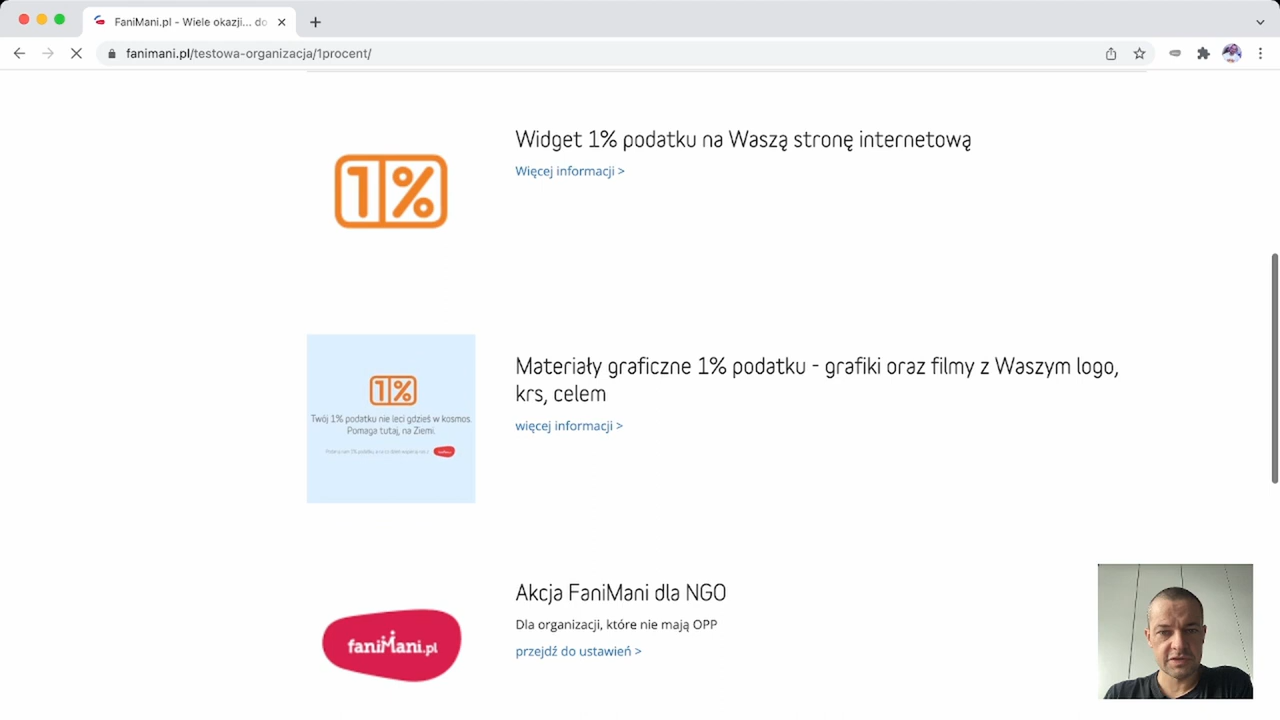 FaniMani.pl - Wiele okazji... do
fanimani.pl/testowa-organizacja/1procent/
Widget 1% podatku na Waszą stronę internetową
Więcej informacji >
1%
Materiały graficzne 1% podatku - grafiki oraz filmy z Waszym logo,
krs, celem
więcej informacji >
1%
Twój 1% podatku nie leci gdzieś w kosmos.
Pomaga tutaj, na Ziemi.
Akcja FaniMani dla NGO
Dla organizacji, które nie mają OPP
przejdź do ustawień >
faniMani.pl